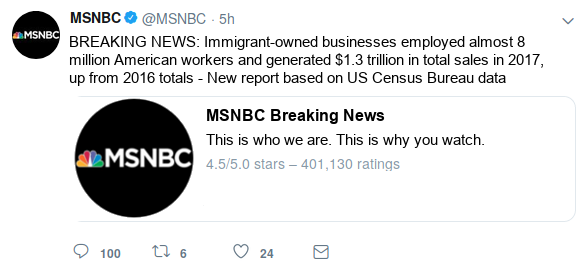 MSNBC @MSNBC · 5h
MSNBC
BREAKING NEWS: Immigrant-owned businesses employed almost 8
million American workers and generated $1.3 trillion in total sales in 2017,
up from 2016 totals - New report based on US Census Bureau data
MSNBC
MSNBC Breaking News
This is who we are. This is why you watch.
4.5/5.0 stars – 401,130 ratings
100 6 24